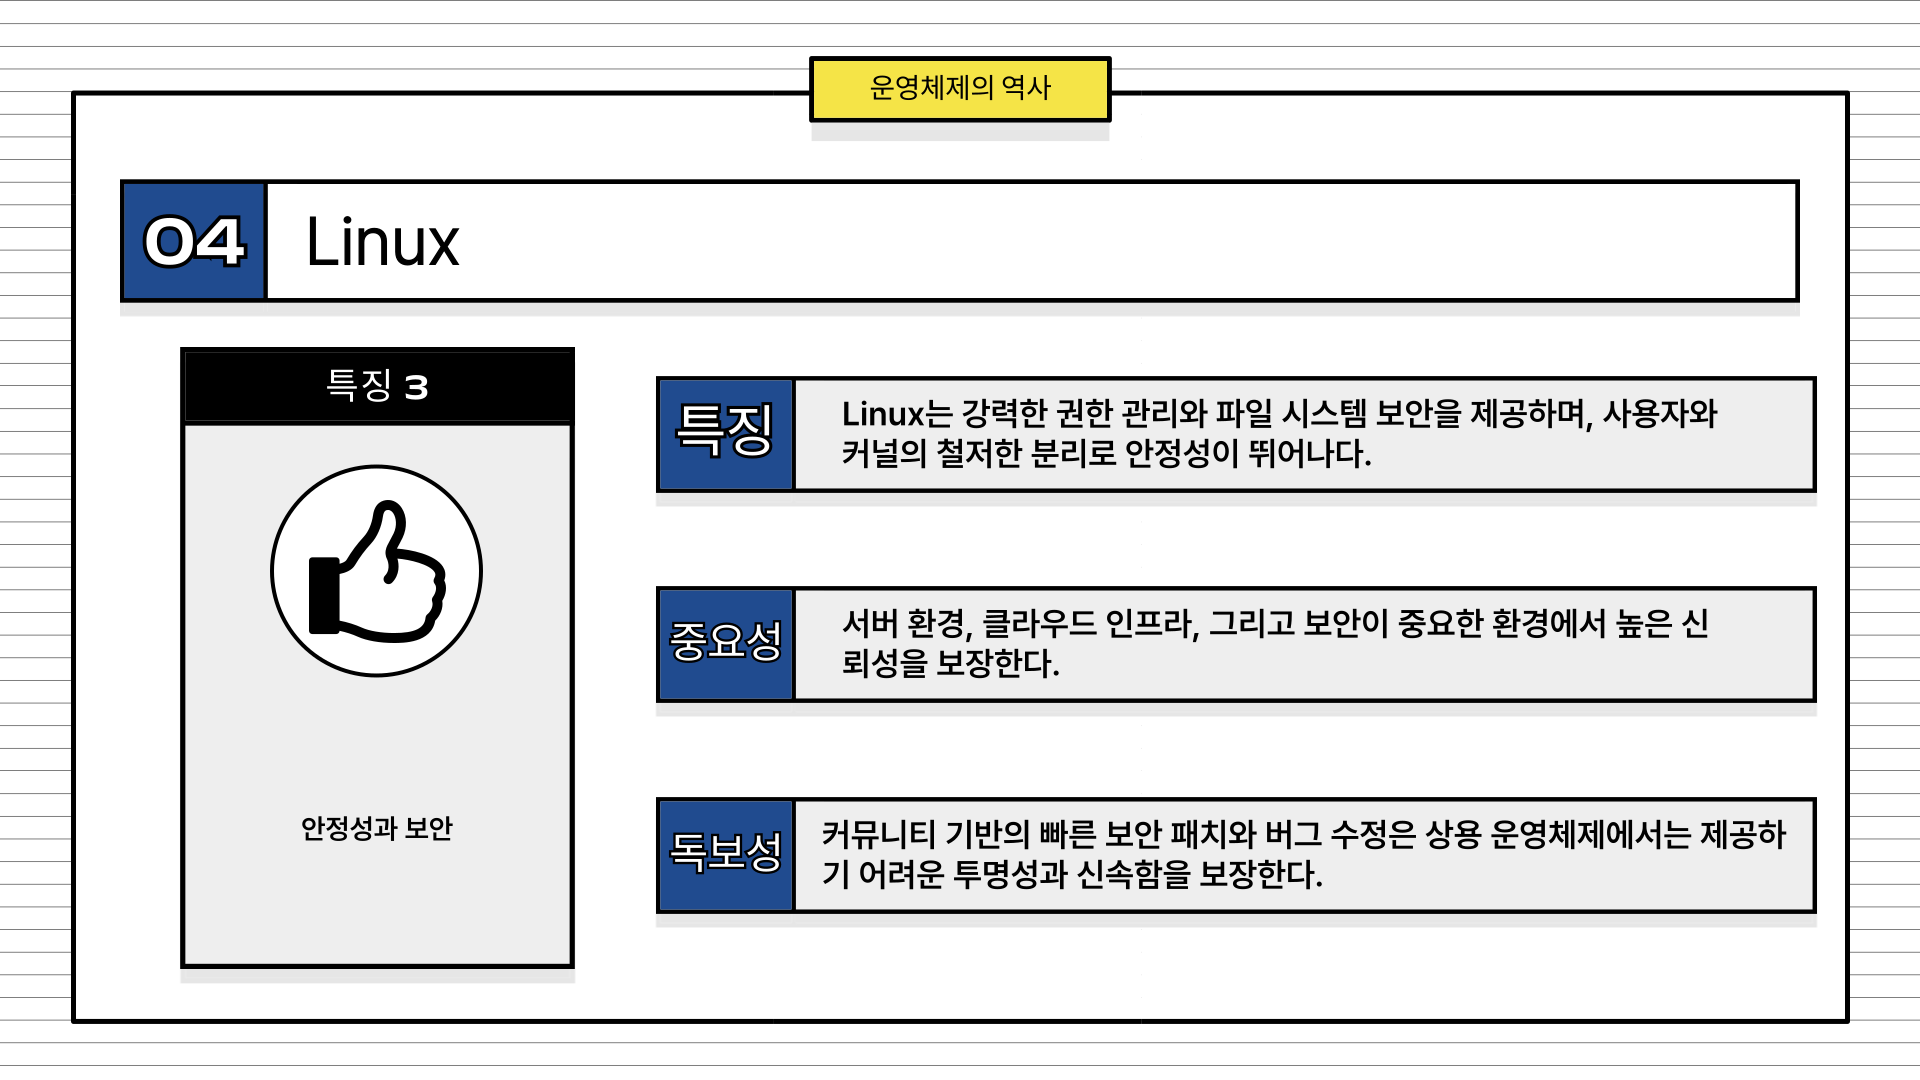 운영체제의 역사
04
Linux
특징 3
안정성과 보안
특징
Linux는 강력한 권한 관리와 파일 시스템 보안을 제공하며, 사용자와
커널의 철저한 분리로 안정성이 뛰어나다.
중요성
서버 환경, 클라우드 인프라, 그리고 보안이 중요한 환경에서 높은 신
뢰성을 보장한다.
독보성
커뮤니티 기반의 빠른 보안 패치와 버그 수정은 상용 운영체제에서는 제공하
기 어려운 투명성과 신속함을 보장한다.